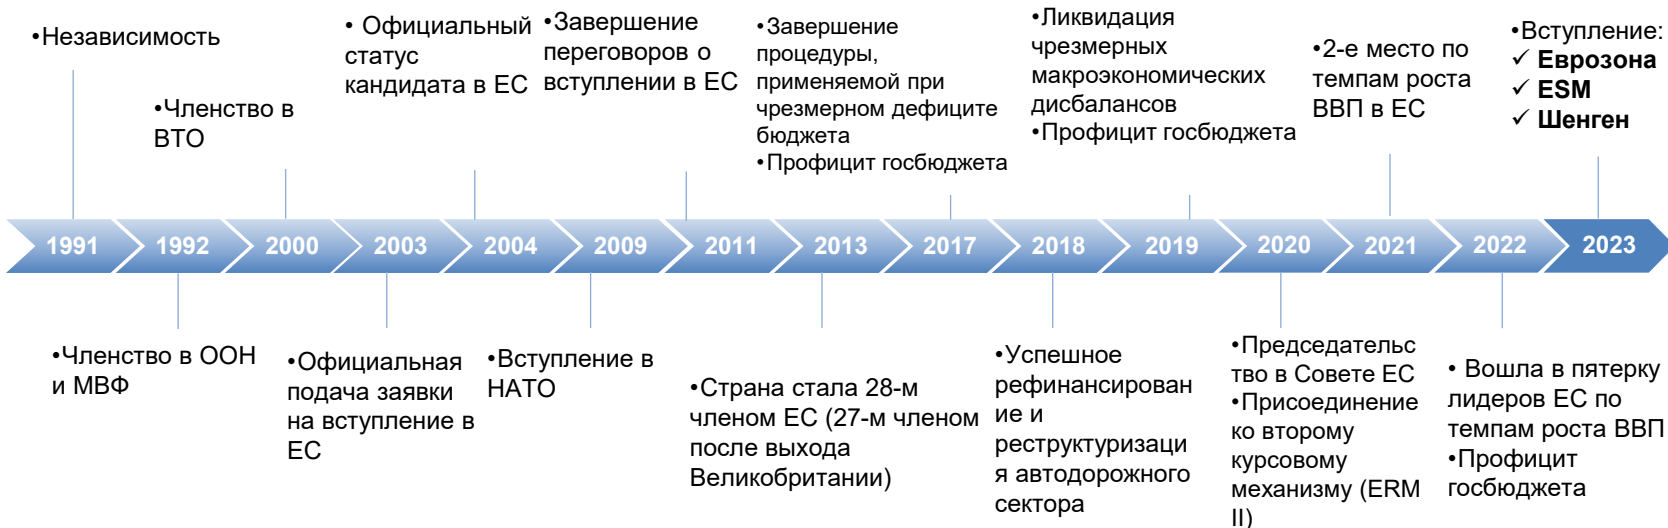 •Независимость
•Членство в
ВТО
• Официальный
статус
кандидата в ЕС
•Завершение
переговоров о
вступлении в ЕС
•Завершение
процедуры,
применяемой при
чрезмерном дефиците
бюджета
•Профицит госбюджета
•Ликвидация
чрезмерных
макроэкономических
дисбалансов
•Профицит госбюджета
•2-е место по
темпам роста
ВВП в ЕС
•Вступление:
✓ Еврозона
✓ ESM
✓ Шенген
1991 1992 2000 2003 2004 2009 2011 2013 2017 2018 2019 2020 2021 2022 2023
•Членство в ООН
и МВФ
•Официальная
подача заявки
на вступление в
ЕС
•Вступление в
НАТО
•Страна стала 28-м
членом ЕС (27-м членом
после выхода
Великобритании)
•Успешное
рефинансирован
ие и
реструктуризаци
я автодорожного
сектора
•Председательс
тво в Совете ЕС
•Присоединение
ко второму
курсовому
механизму (ERM
II)
• Вошла в пятерку
лидеров ЕС по
темпам роста ВВП
•Профицит
госбюджета